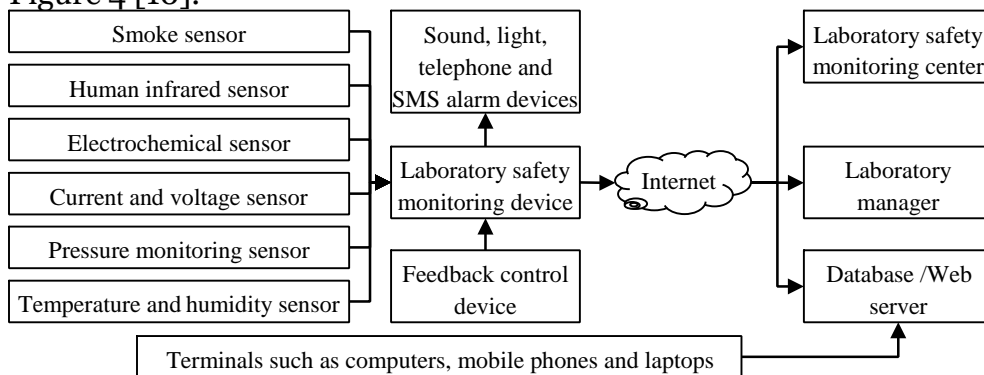 Figure 4 [10].
Smoke sensor
Human infrared sensor
Electrochemical sensor
Current and voltage sensor
Pressure monitoring sensor
Temperature and humidity sensor
Sound, light,
telephone and
SMS alarm devices
Laboratory safety
monitoring device
Feedback control
device
Internet
Laboratory safety
monitoring center
Laboratory
manager
Database /Web
server
Terminals such as computers, mobile phones and laptops